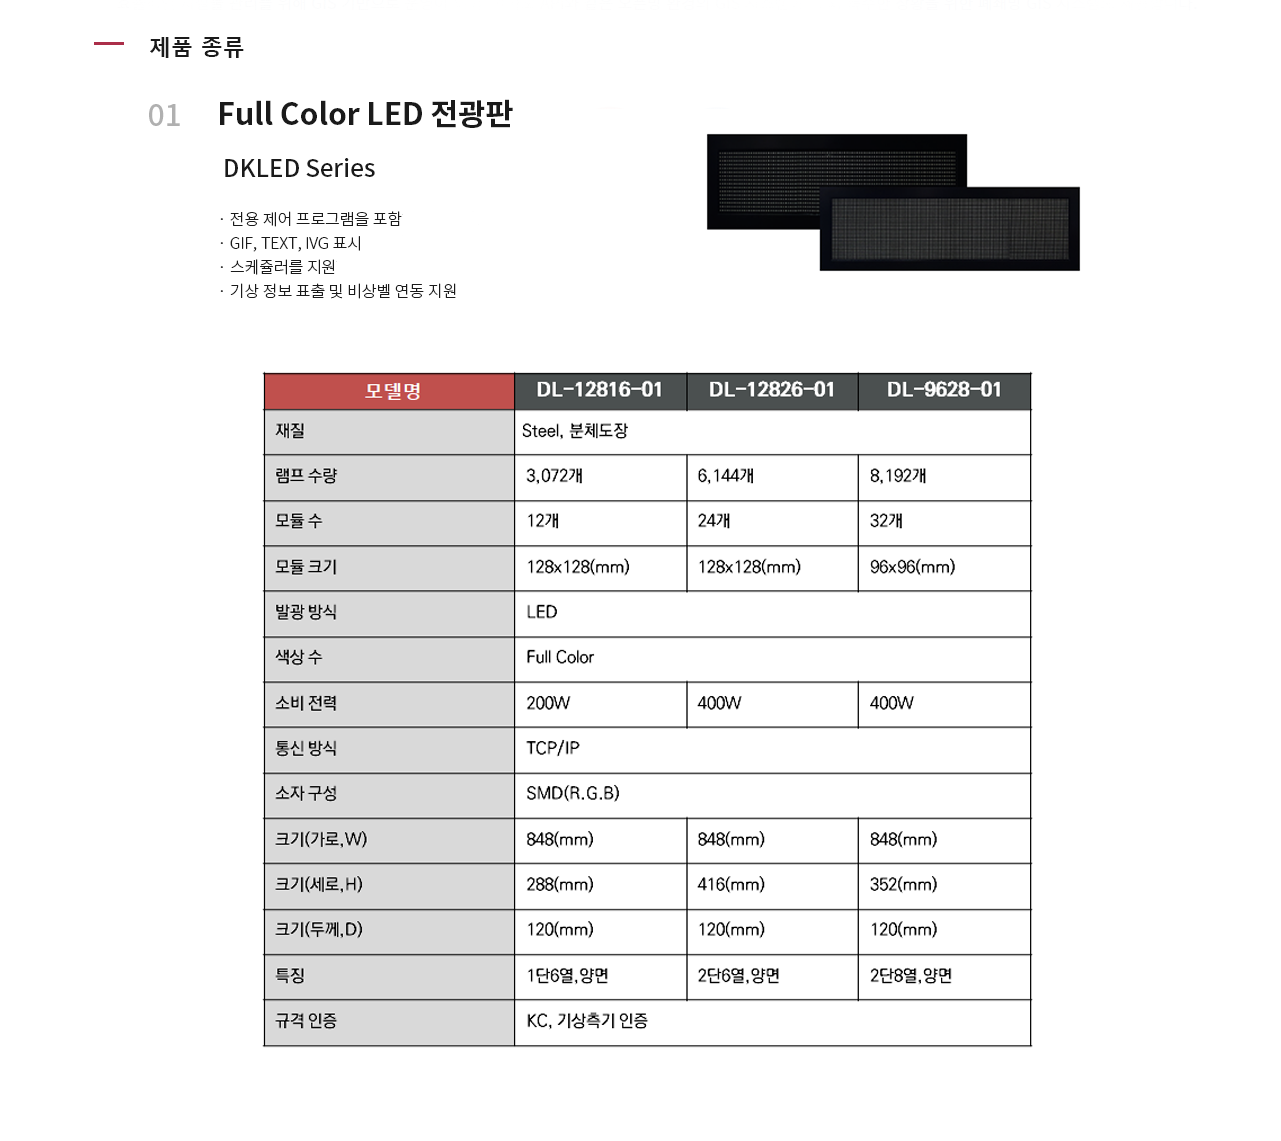 제품 종류
01 Full Color LED 전광판
DKLED Series
· 전용 제어 프로그램을 포함
· GIF, TEXT, IVG 표시
· 스케쥴러를 지원
· 기상 정보 표출 및 비상벨 연동 지원
모델명 DL-12816-01 DL-12826-01 DL-9628-01
재질 Steel, 분체도장
램프 수량 3,072개 6,144개 8,192개
모듈 수 12개 24개 32개
모듈 크기 128x128(mm) 128x128(mm) 96x96(mm)
발광 방식 LED
색상 수 Full Color
소비 전력 200W 400W 400W
통신 방식 TCP/IP
소자 구성 SMD(R.G.B)
크기(가로,W) 848(mm) 848(mm) 848(mm)
크기(세로,H) 288(mm) 416(mm) 352(mm)
크기(두께,D) 120(mm) 120(mm) 120(mm)
특징 1단6열,양면 2단6열,양면 2단8열,양면
규격 인증 KC, 기상측기 인증